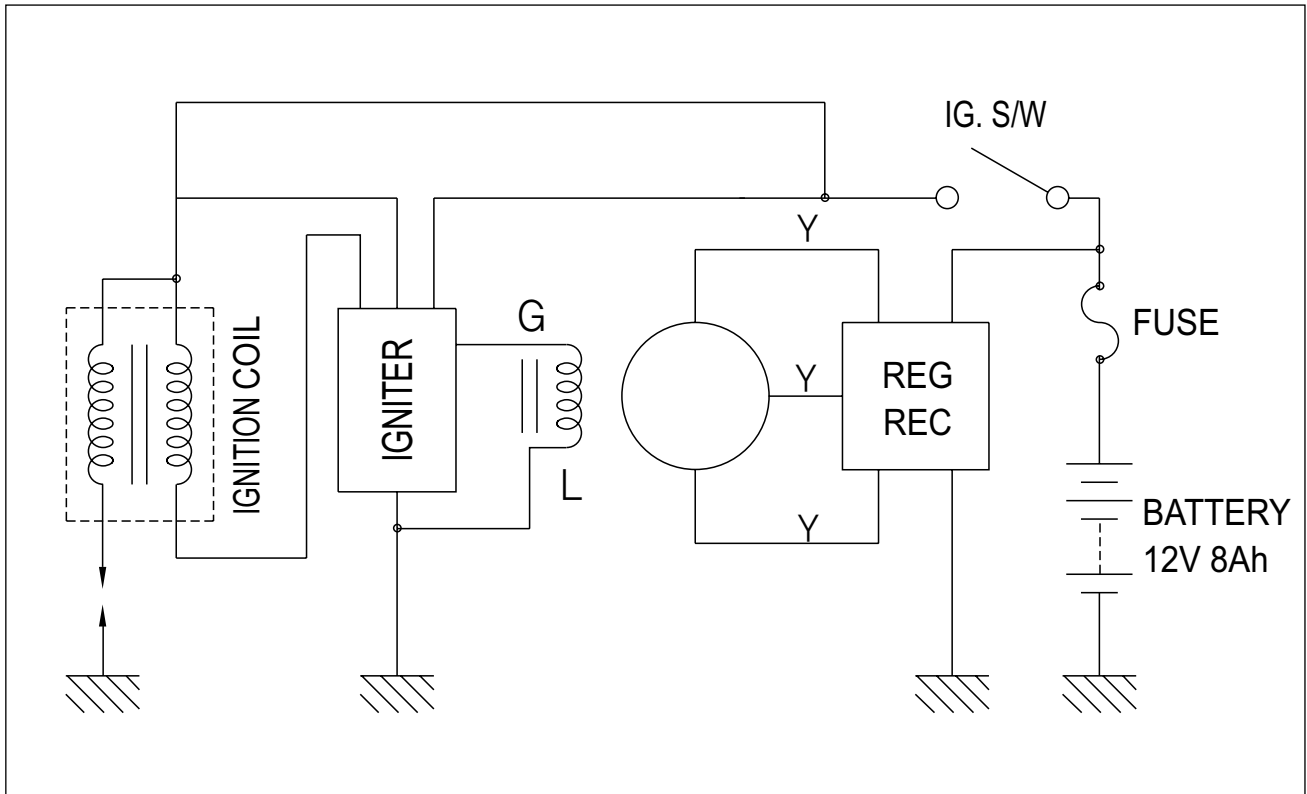 IG. S/W
Y
FUSE
G
IGNITION COIL
IGNITER
Y
REG
REC
L
Y
BATTERY
12V 8Ah